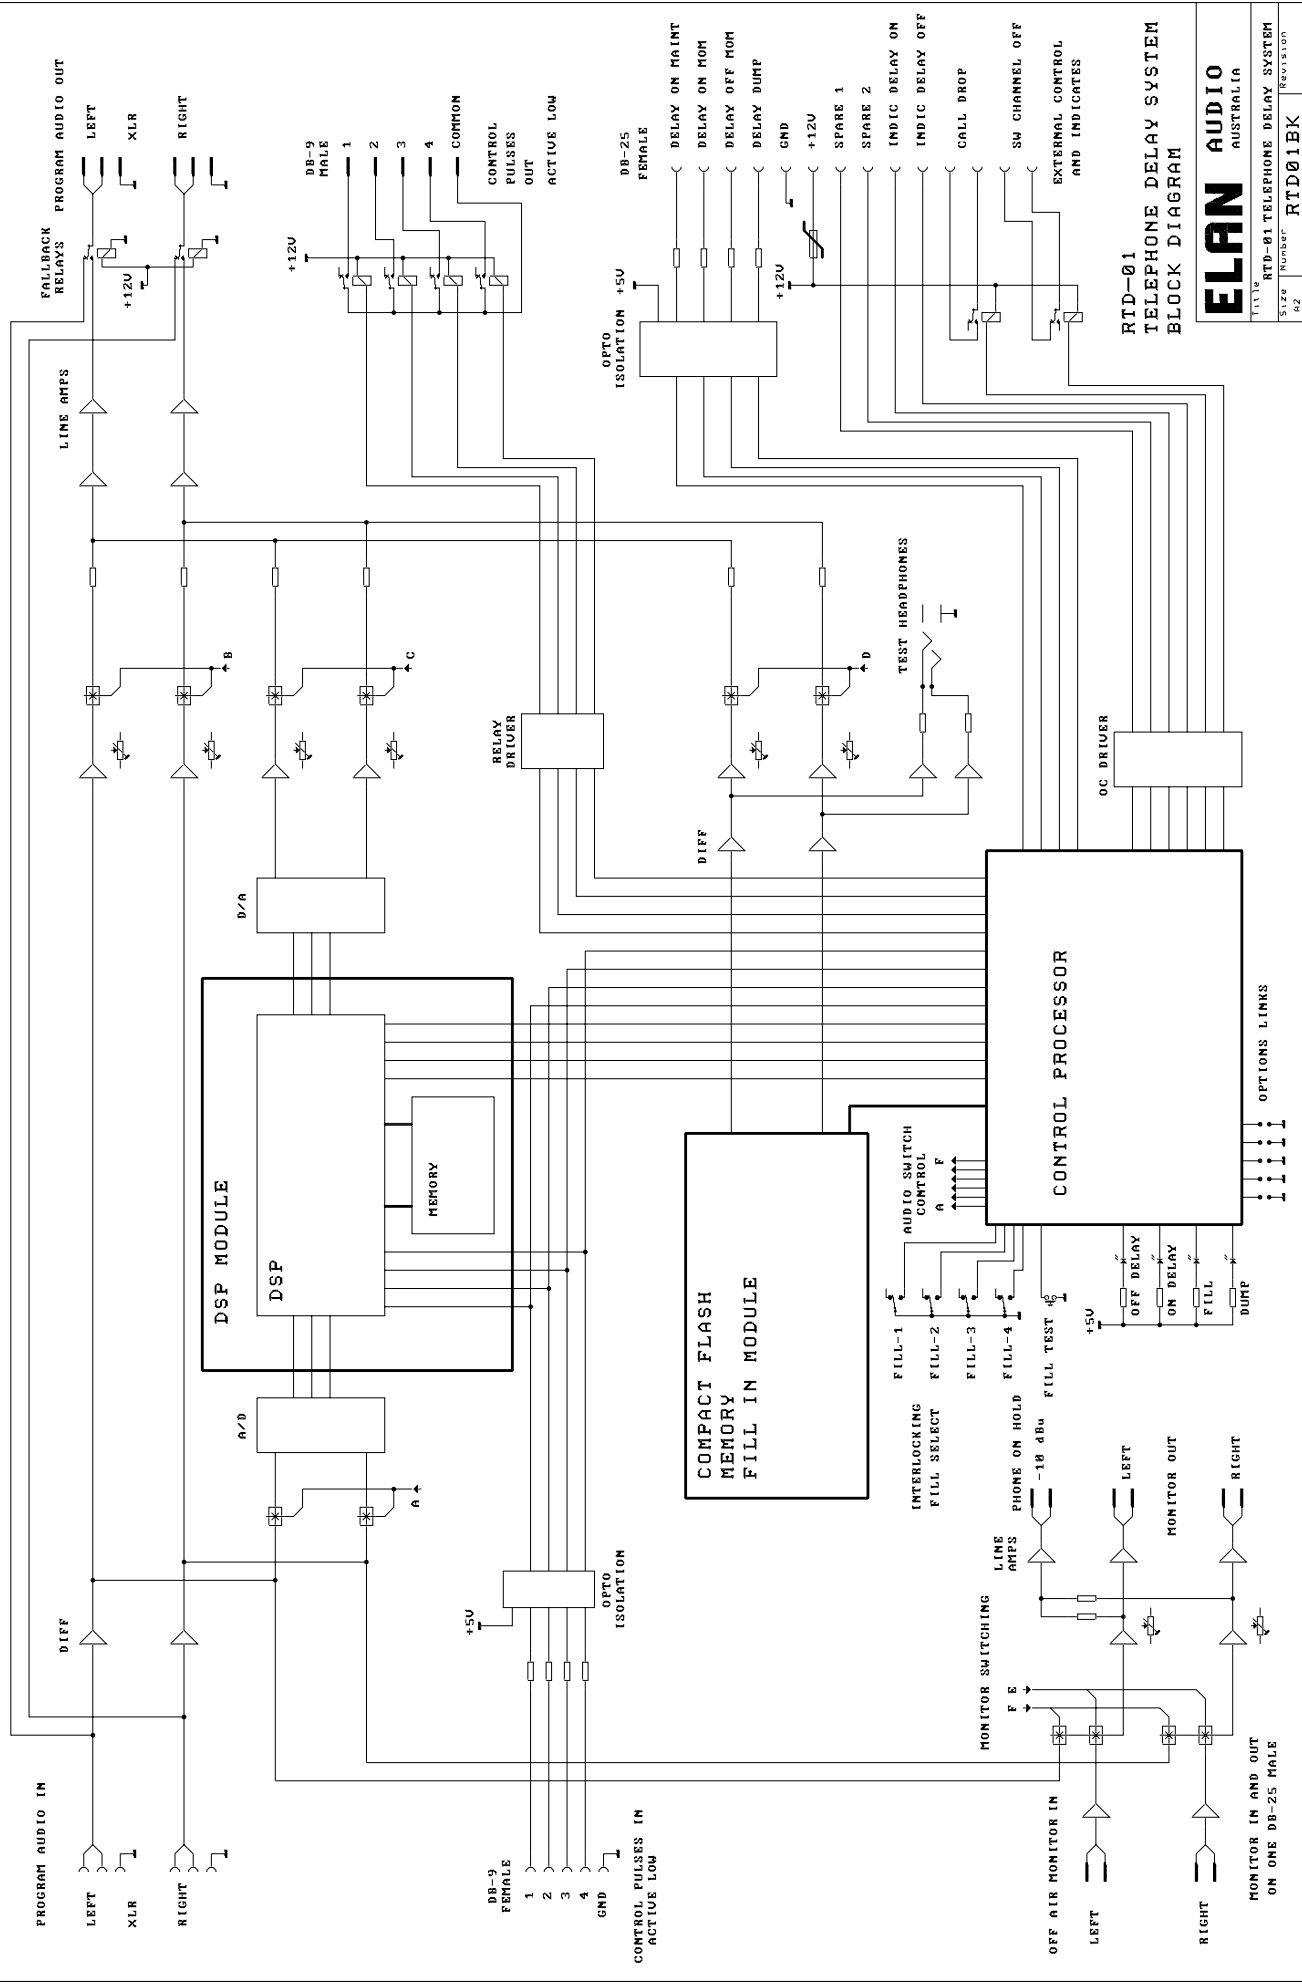 PROGRAM AUDIO IN
LEFT
XLR
RIGHT
DIFF
LINE AMPS
FALLBACK
RELAYS
+12V
PROGRAM AUDIO OUT
LEFT
XLR
RIGHT
A
A/D
DSP MODULE
DSP
MEMORY
D/A
B
C
+12V
DB-9
MALE
1
2
3
4
COMMON
CONTROL
PULSES
OUT
ACTIVE LOW
DB-9
FEMALE
1
2
3
4
GND
CONTROL PULSES IN
ACTIVE LOW
+5V
OPTO
ISOLATION
RELAY
DRIVER
COMPACT FLASH
MEMORY
FILL IN MODULE
DIFF
D
TEST HEADPHONES
OPTO
ISOLATION
+5V
+12V
DB-25
FEMALE
DELAY ON MAINT
DELAY ON MOM
DELAY OFF MOM
DELAY DUMP
GND
+12V
SPARE 1
SPARE 2
INDIC DELAY ON
INDIC DELAY OFF
CALL DROP
SW CHANNEL OFF
EXTERNAL CONTROL
AND INDICATES
INTERLOCKING
FILL SELECT
FILL-1
FILL-2
FILL-3
FILL-4
FILL TEST
AUDIO SWITCH
CONTROL
A
F
CONTROL PROCESSOR
OC DRIVER
+5V
OFF DELAY
ON DELAY
FILL
DUMP
OPTIONS LINKS
OFF AIR MONITOR IN
LEFT
RIGHT
MONITOR IN AND OUT
ON ONE DB-25 MALE
MONITOR SWITCHING
F
E
LINE
AMPS
PHONE ON HOLD
-10 dBu
LEFT
MONITOR OUT
RIGHT
RTD-01
TELEPHONE DELAY SYSTEM
BLOCK DIAGRAM
ELAN AUDIO
AUSTRALIA
Title
RTD-01 TELEPHONE DELAY SYSTEM
Size
A2
Number
RTD01BK
Revision